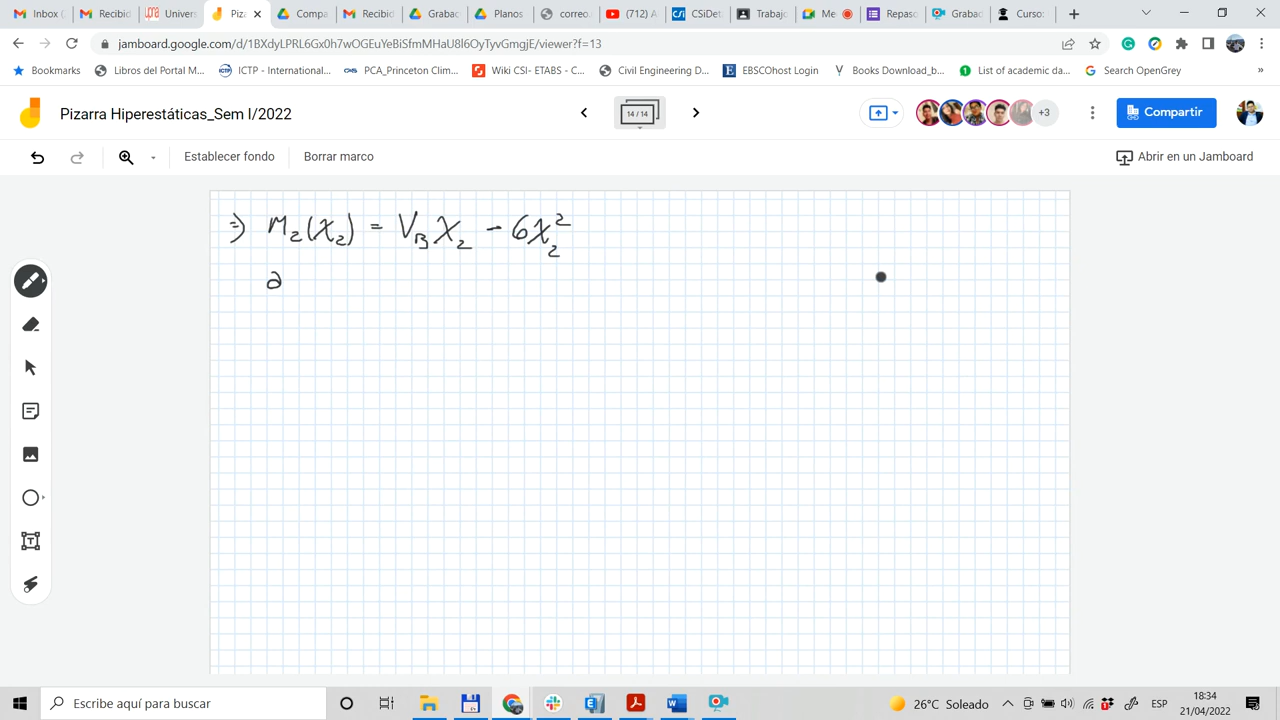 Inbox (
Recibid
Univers
Piz
Compa
Recibid
Grabac
Planos
correo.
(712) A
CSiDet
Trabaje
Me
Repaso
Grabad
Curso:
jamboard.google.com/d/1BXdyLPRL6Gx0h7wOGEuYeBiSfmUHaU8l6OyTyvGmgjE/viewer?f=13
Bookmarks
Libros del Portal M...
ICTP - International...
PCA_Princeton Clim...
Wiki CSI- ETABS - C...
Civil Engineering D...
EBSCOhost Login
Books Download_b...
List of academic da...
Search OpenGrey
»
Pizarra Hiperestáticas_Sem I/2022
14 / 14
+3
Compartir
Establecer fondo
Borrar marco
Abrir en un Jamboard
⇒ M₂(x₂) = V_B x₂ − 6x₂²
∂
Escribe aquí para buscar
26°C Soleado
ESP
18:34
21/04/2022